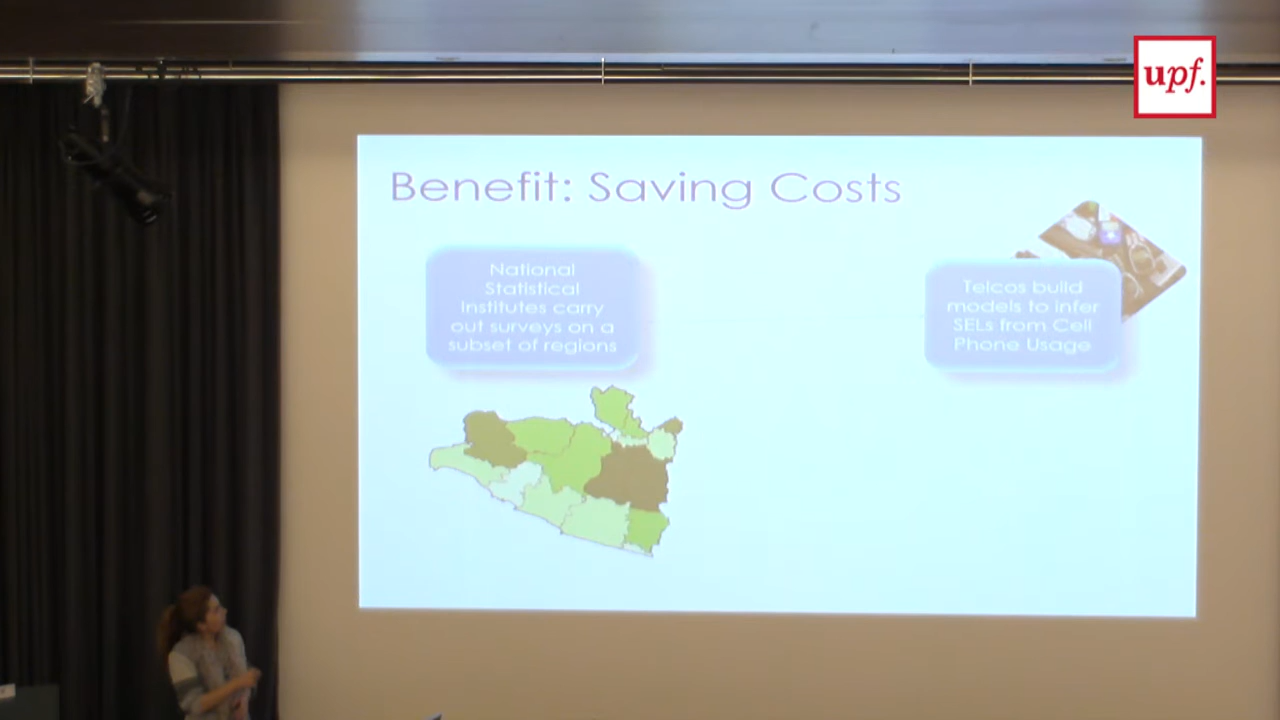 upf.
Benefit: Saving Costs
National
Statistical
Institutes carry
out surveys on a
subset of regions
Telcos build
models to infer
SELs from Cell
Phone Usage